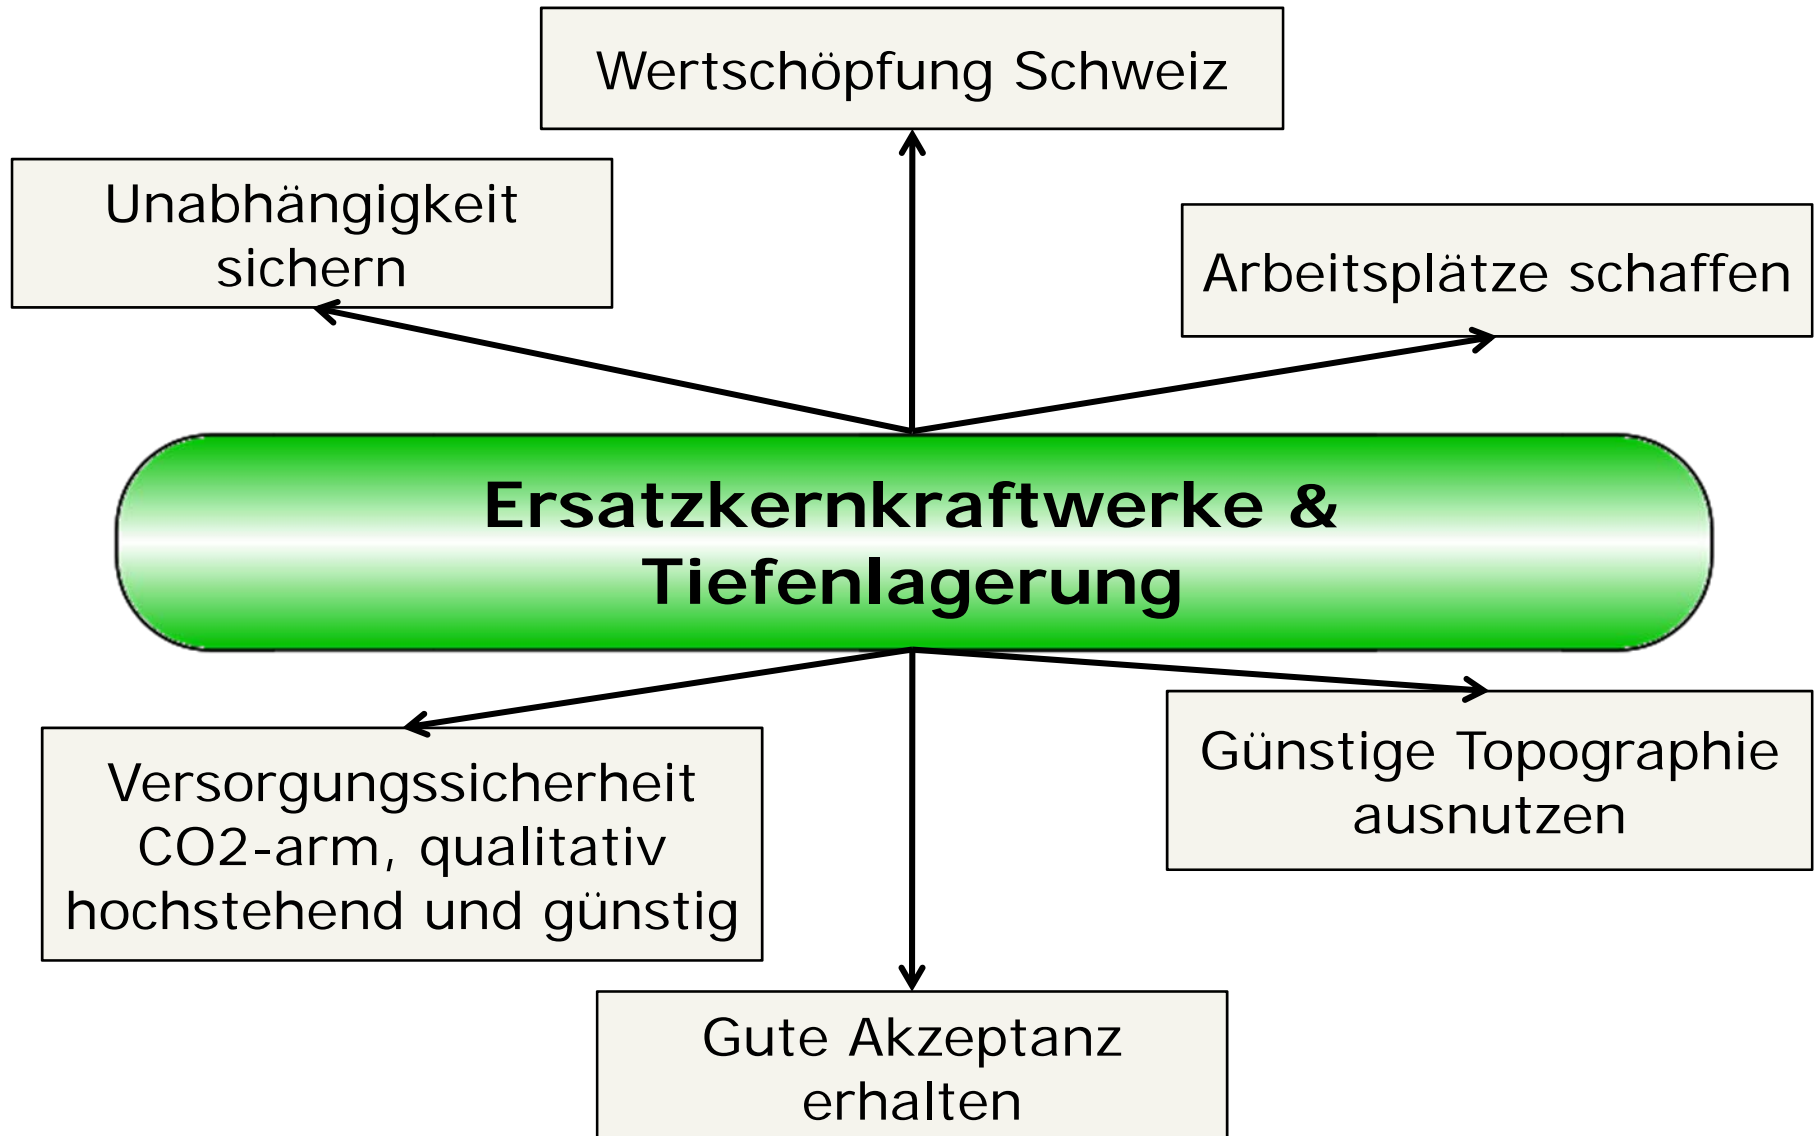 Wertschöpfung Schweiz
Unabhängigkeit
sichern
Arbeitsplätze schaffen
Ersatzkernkraftwerke &
Tiefenlagerung
Versorgungssicherheit
CO2-arm, qualitativ
hochstehend und günstig
Günstige Topographie
ausnutzen
Gute Akzeptanz
erhalten